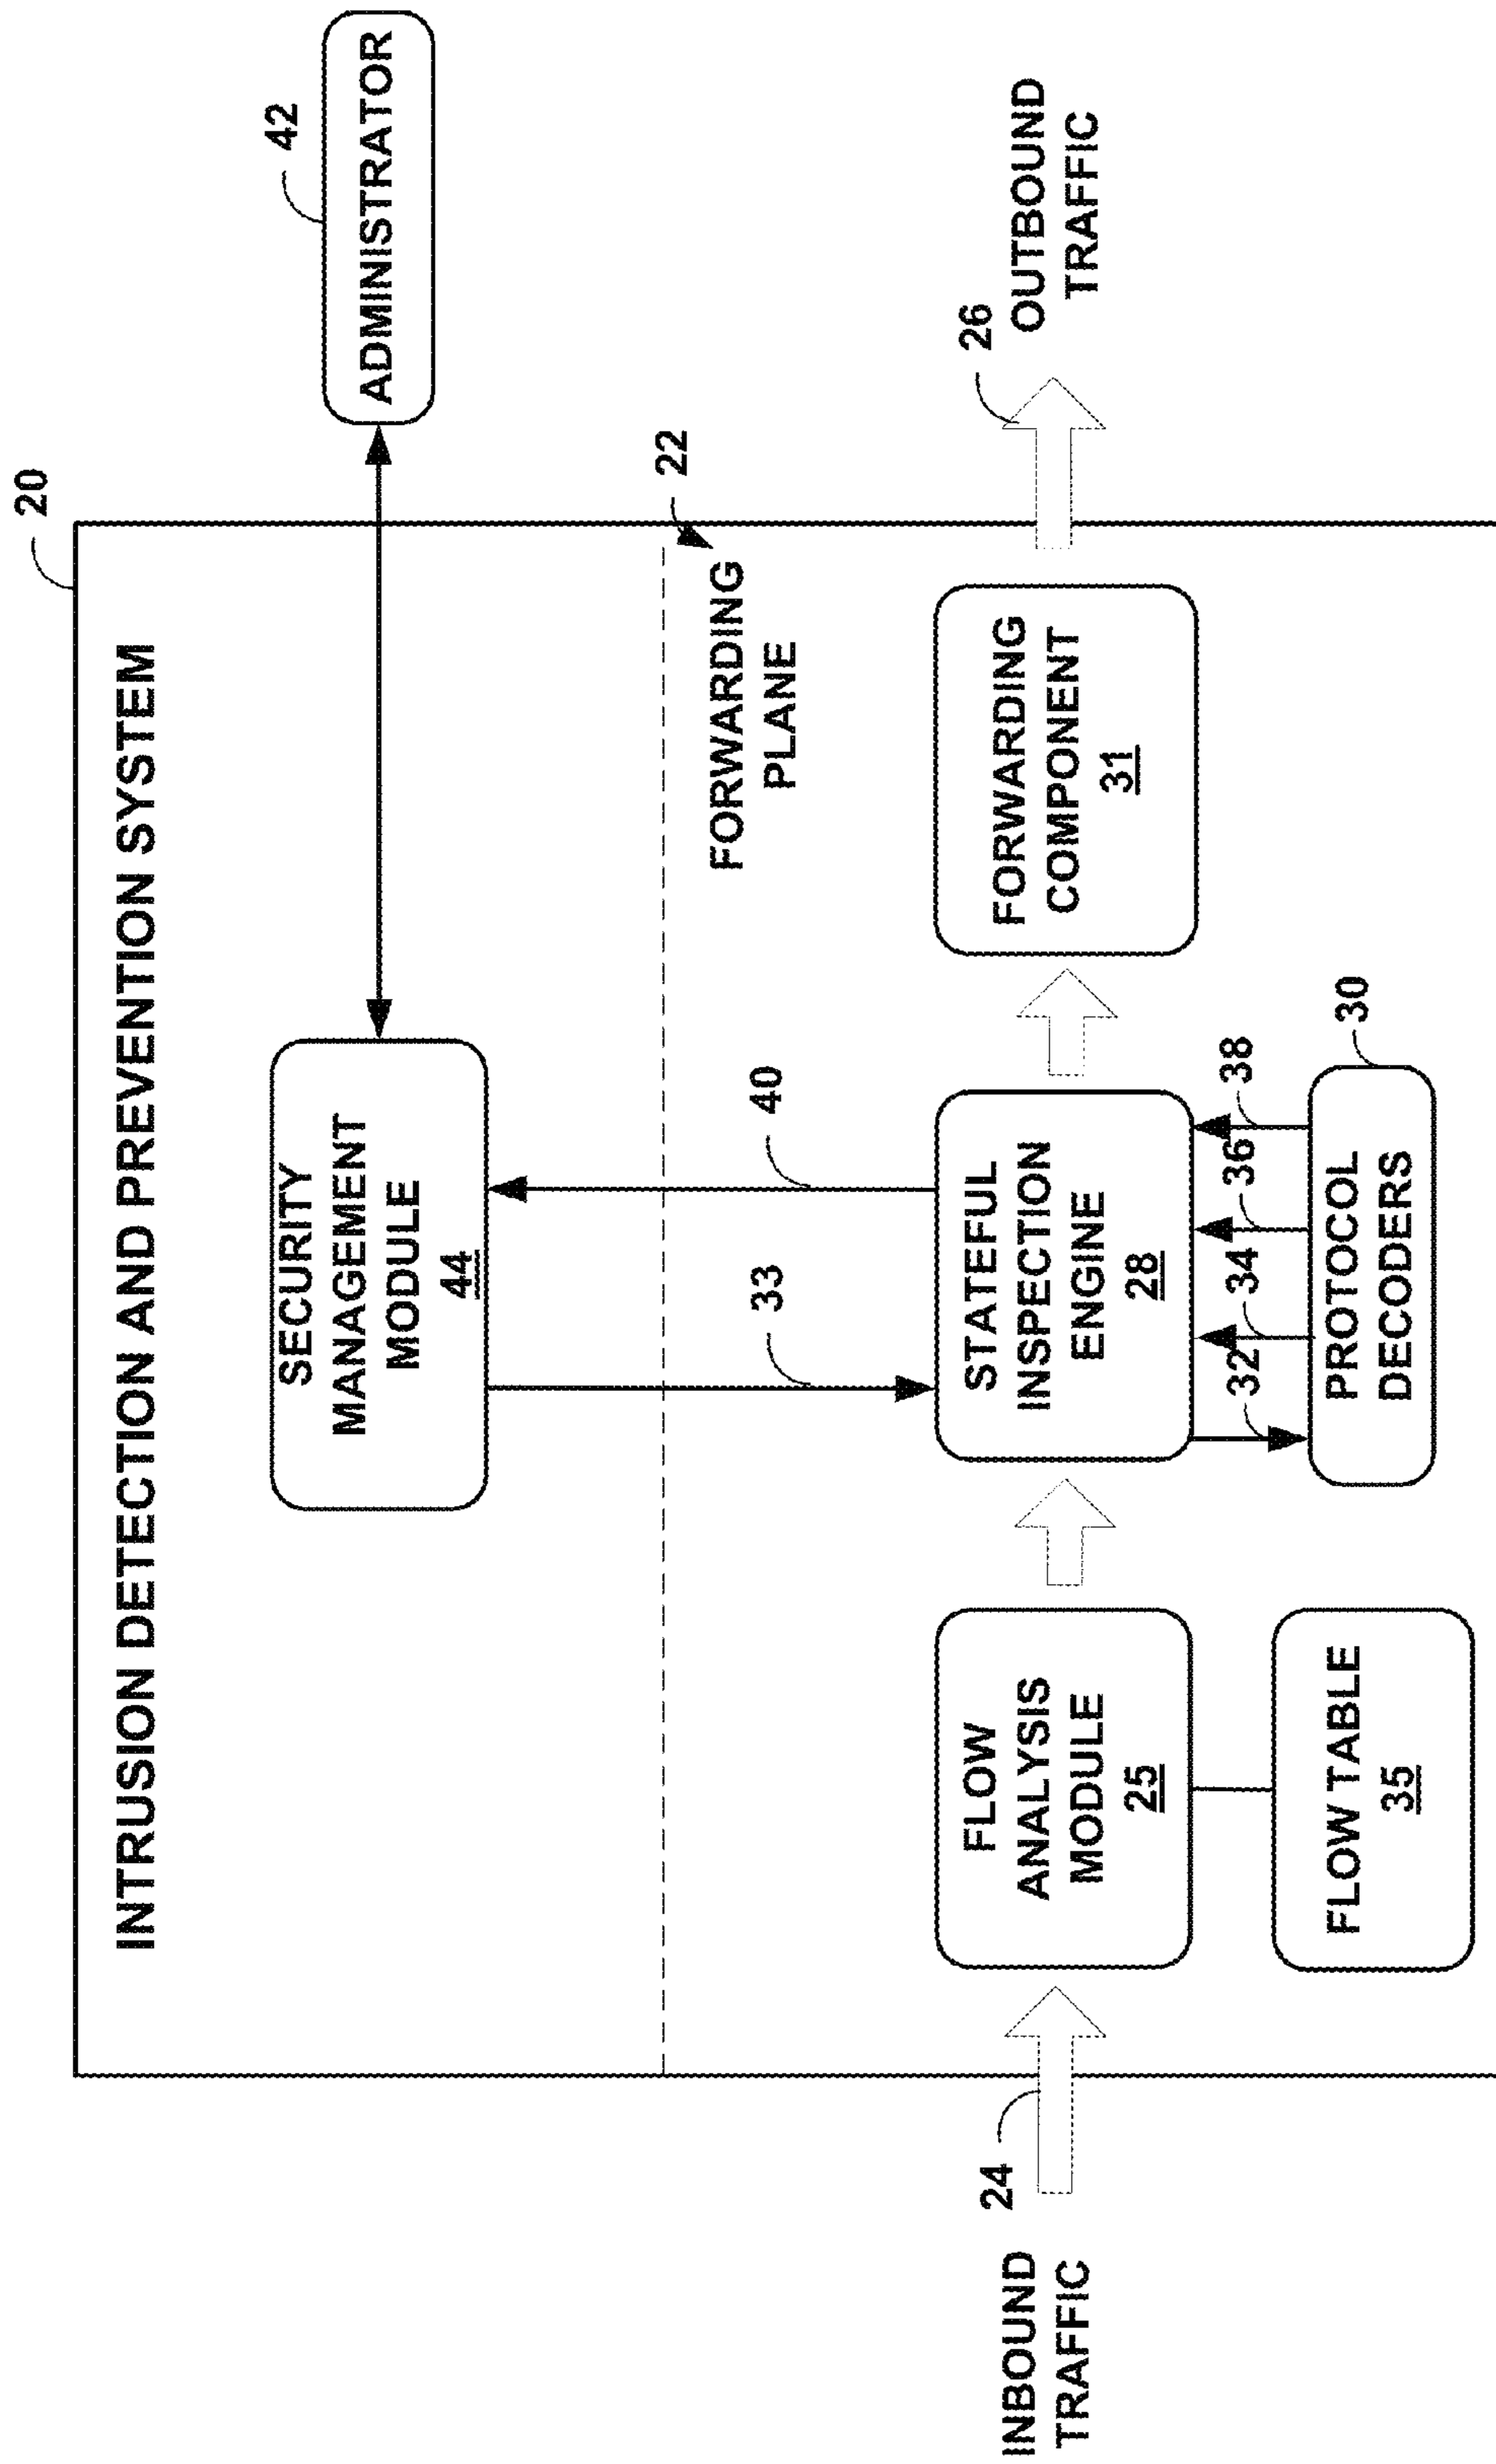 20
INTRUSION DETECTION AND PREVENTION SYSTEM
42
ADMINISTRATOR
SECURITY
MANAGEMENT
MODULE
44
33
40
22
FORWARDING
PLANE
INBOUND
TRAFFIC
24
FLOW
ANALYSIS
MODULE
25
STATEFUL
INSPECTION
ENGINE
28
FORWARDING
COMPONENT
31
26
OUTBOUND
TRAFFIC
32
34
36
38
30
FLOW TABLE
35
PROTOCOL
DECODERS